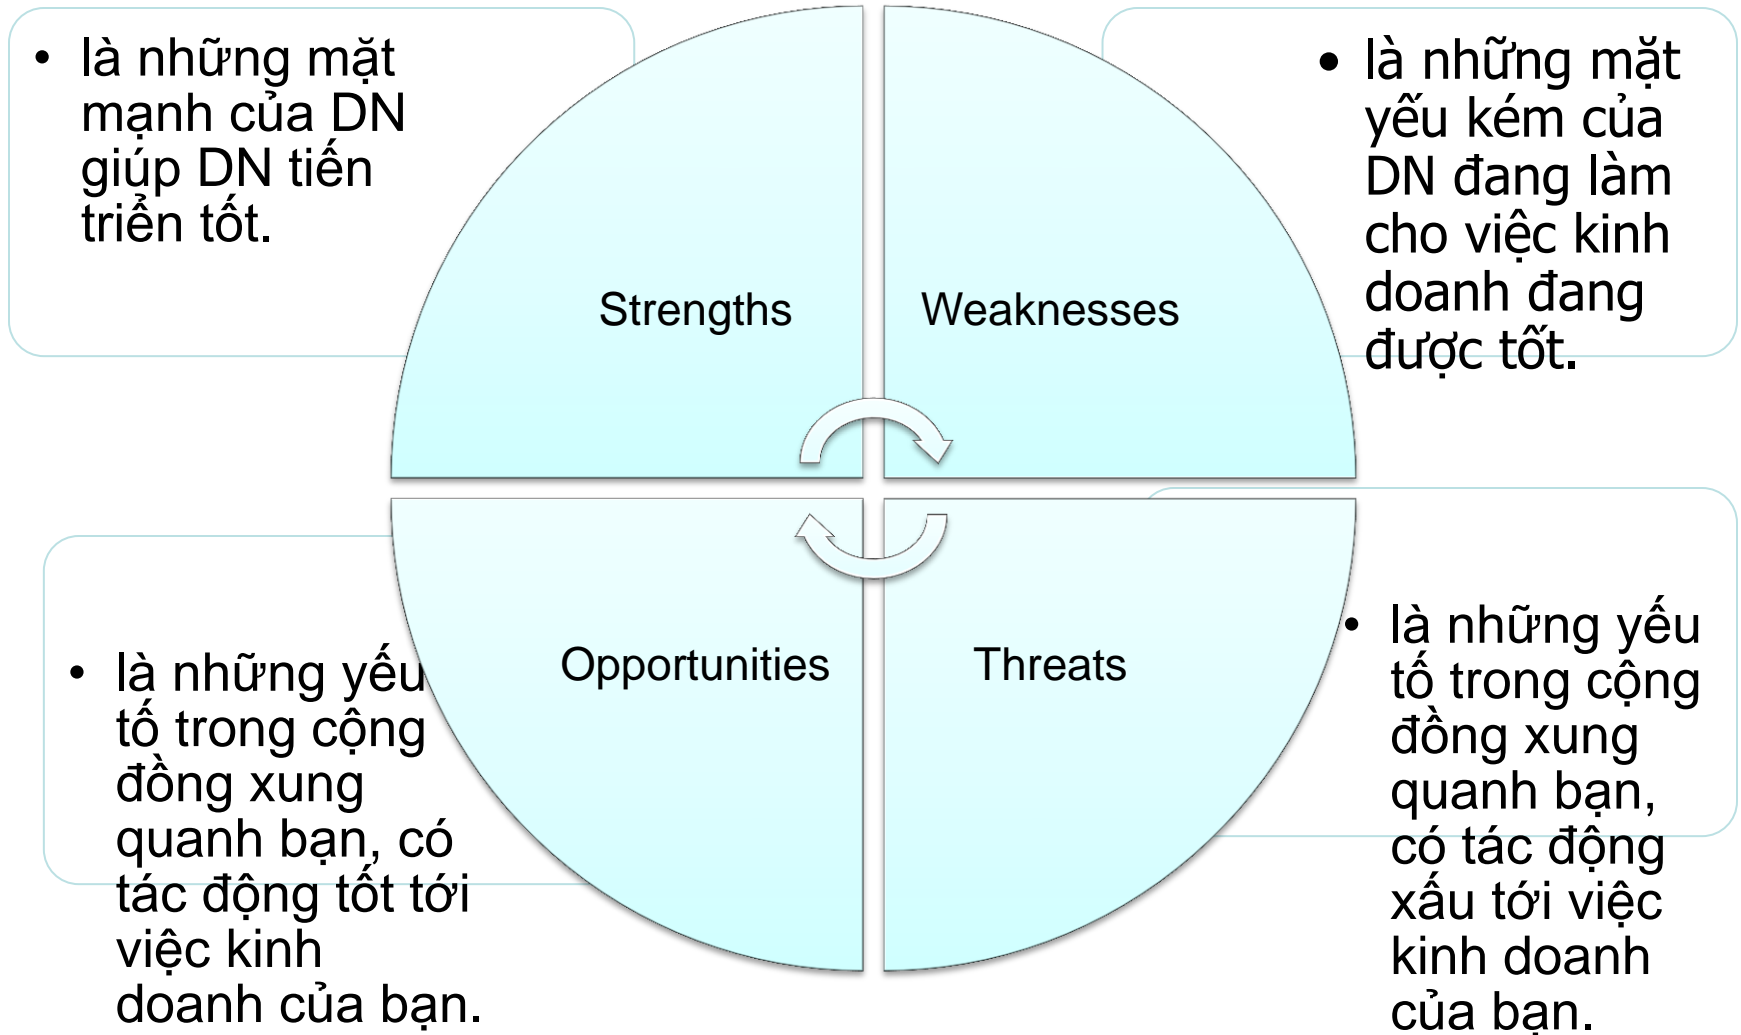 • là những mặt
mạnh của DN
giúp DN tiến
triển tốt.
• là những mặt
yếu kém của
DN đang làm
cho việc kinh
doanh đang
được tốt.
Strengths
Weaknesses
Opportunities
Threats
• là những yếu
tố trong cộng
đồng xung
quanh bạn, có
tác động tốt tới
việc kinh
doanh của bạn.
• là những yếu
tố trong cộng
đồng xung
quanh bạn,
có tác động
xấu tới việc
kinh doanh
của bạn.